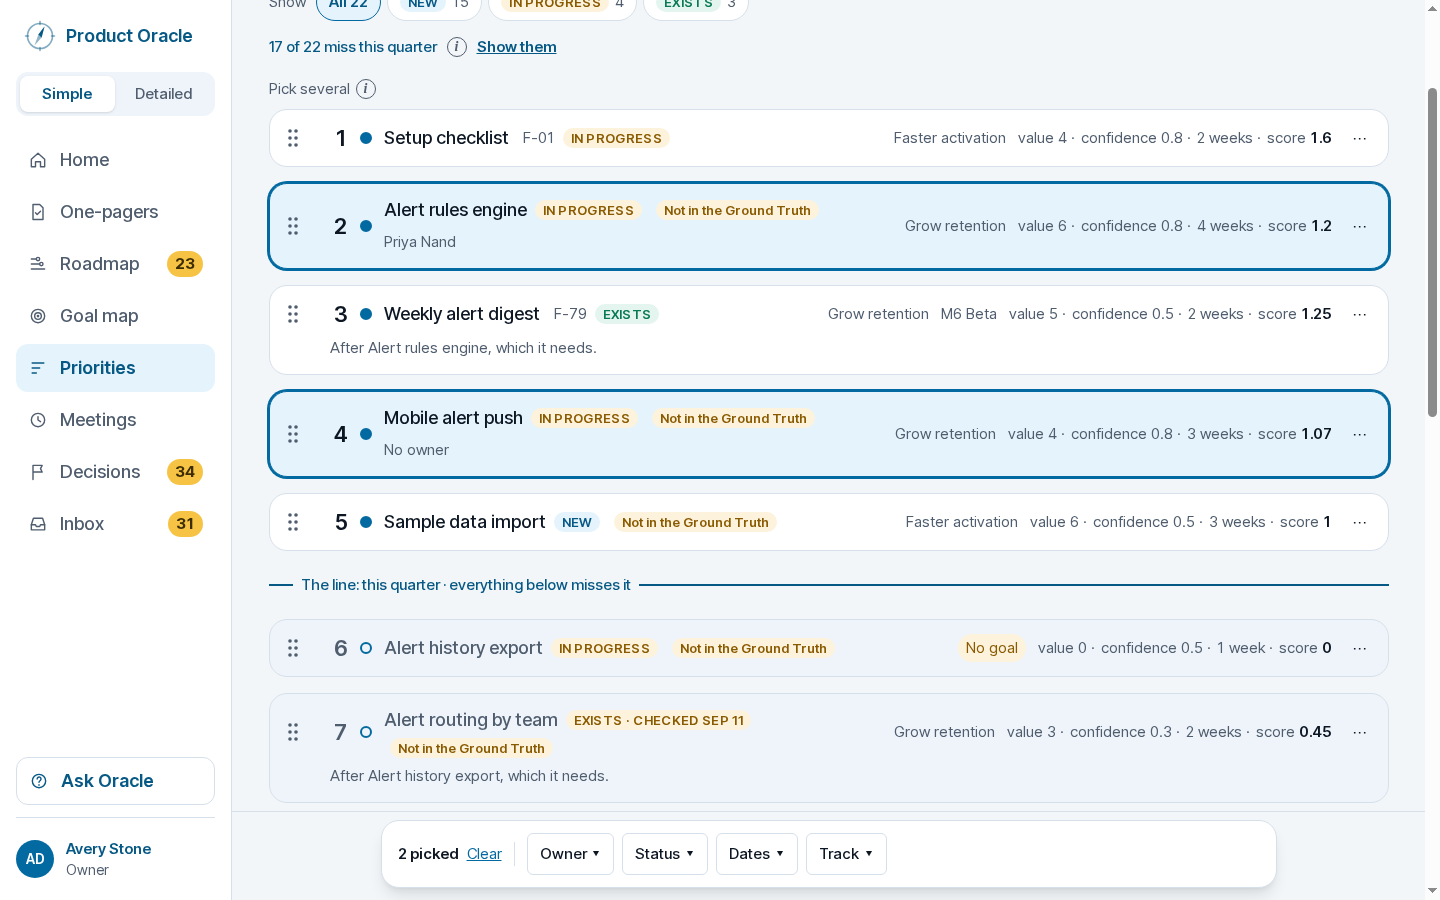 Product Oracle
Simple
Detailed
Home
One-pagers
Roadmap 23
Goal map
Priorities
Meetings
Decisions 34
Inbox 31
Ask Oracle
AD
Avery Stone
Owner
Show All 22 NEW 15 IN PROGRESS 4 EXISTS 3
17 of 22 miss this quarter i Show them
Pick several i
1 Setup checklist F-01 IN PROGRESS Faster activation value 4 · confidence 0.8 · 2 weeks · score 1.6 ...
2 Alert rules engine IN PROGRESS Not in the Ground Truth Grow retention value 6 · confidence 0.8 · 4 weeks · score 1.2 ...
Priya Nand
3 Weekly alert digest F-79 EXISTS Grow retention M6 Beta value 5 · confidence 0.5 · 2 weeks · score 1.25 ...
After Alert rules engine, which it needs.
4 Mobile alert push IN PROGRESS Not in the Ground Truth Grow retention value 4 · confidence 0.8 · 3 weeks · score 1.07 ...
No owner
5 Sample data import NEW Not in the Ground Truth Faster activation value 6 · confidence 0.5 · 3 weeks · score 1 ...
The line: this quarter · everything below misses it
6 Alert history export IN PROGRESS Not in the Ground Truth No goal value 0 · confidence 0.5 · 1 week · score 0 ...
7 Alert routing by team EXISTS · CHECKED SEP 11 Grow retention value 3 · confidence 0.3 · 2 weeks · score 0.45 ...
Not in the Ground Truth
After Alert history export, which it needs.
2 picked Clear Owner ▾ Status ▾ Dates ▾ Track ▾